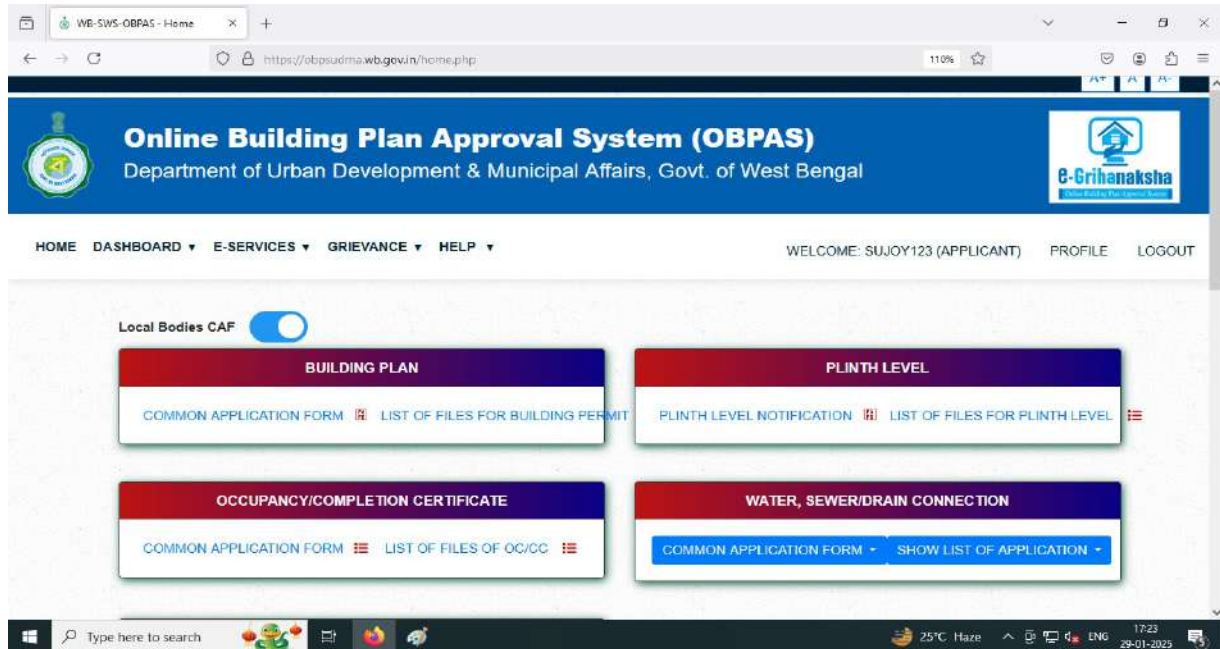 WB-SWS-OBPAS - Home × +
https://obpsudma.wb.gov.in/home.php 110%
A+ A A-
Online Building Plan Approval System (OBPAS)
Department of Urban Development & Municipal Affairs, Govt. of West Bengal
e-Grihanaksha
Online Building Plan Approval System
HOME DASHBOARD ▾ E-SERVICES ▾ GRIEVANCE ▾ HELP ▾ WELCOME: SUJOY123 (APPLICANT) PROFILE LOGOUT
Local Bodies CAF
BUILDING PLAN
COMMON APPLICATION FORM LIST OF FILES FOR BUILDING PERMIT
PLINTH LEVEL
PLINTH LEVEL NOTIFICATION LIST OF FILES FOR PLINTH LEVEL
OCCUPANCY/COMPLETION CERTIFICATE
COMMON APPLICATION FORM LIST OF FILES OF OC/CC
WATER, SEWER/DRAIN CONNECTION
COMMON APPLICATION FORM SHOW LIST OF APPLICATION
Type here to search 25°C Haze ENG 17:23
29-01-2025